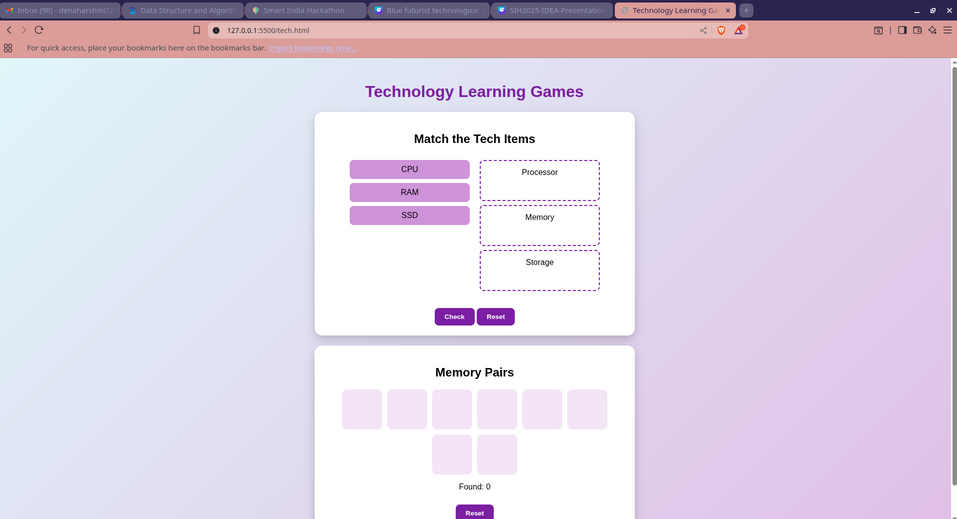 Inbox (98) - denaharshini72
Data Structure and Algorith
Smart India Hackathon
Blue futurist technological
SIH2025-IDEA-Presentation
Technology Learning Ga
127.0.0.1:5500/tech.html
For quick access, place your bookmarks here on the bookmarks bar. Import bookmarks now...
Technology Learning Games
Match the Tech Items
CPU
RAM
SSD
Processor
Memory
Storage
Check
Reset
Memory Pairs
Found: 0
Reset